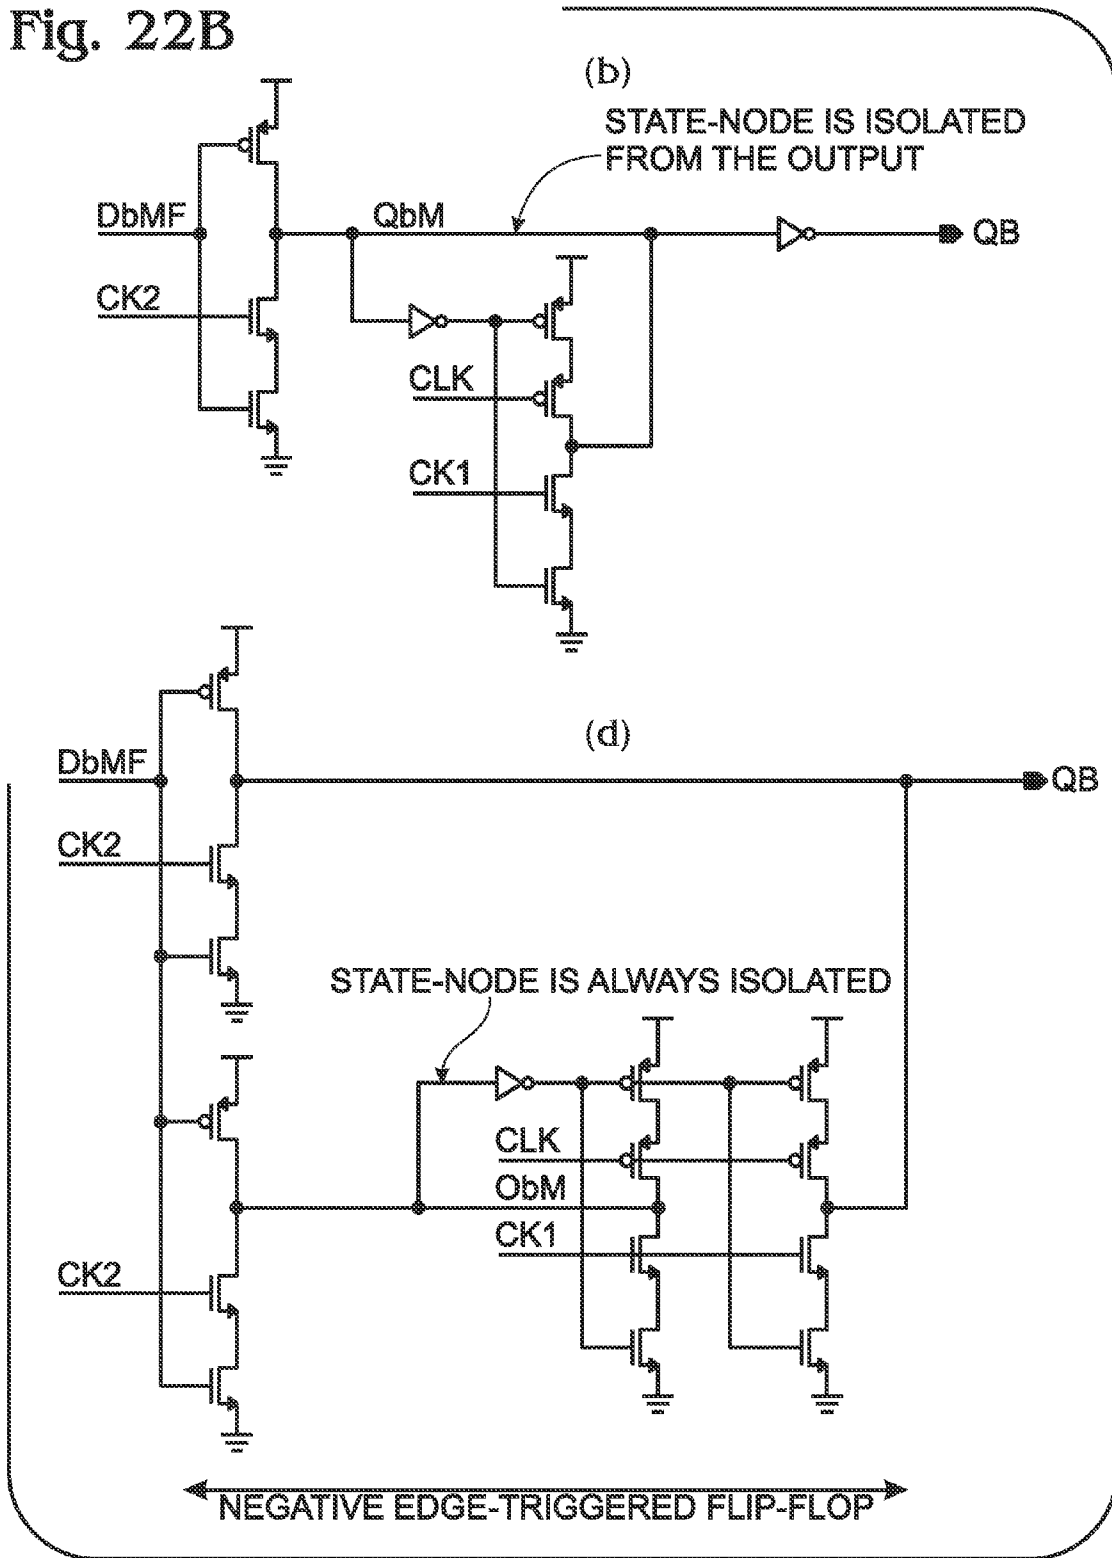 Fig. 22B
(b)
STATE-NODE IS ISOLATED
FROM THE OUTPUT
DbMF
QbM
QB
CK2
CLK
CK1
(d)
DbMF
QB
CK2
STATE-NODE IS ALWAYS ISOLATED
CLK
ObM
CK1
CK2
NEGATIVE EDGE-TRIGGERED FLIP-FLOP